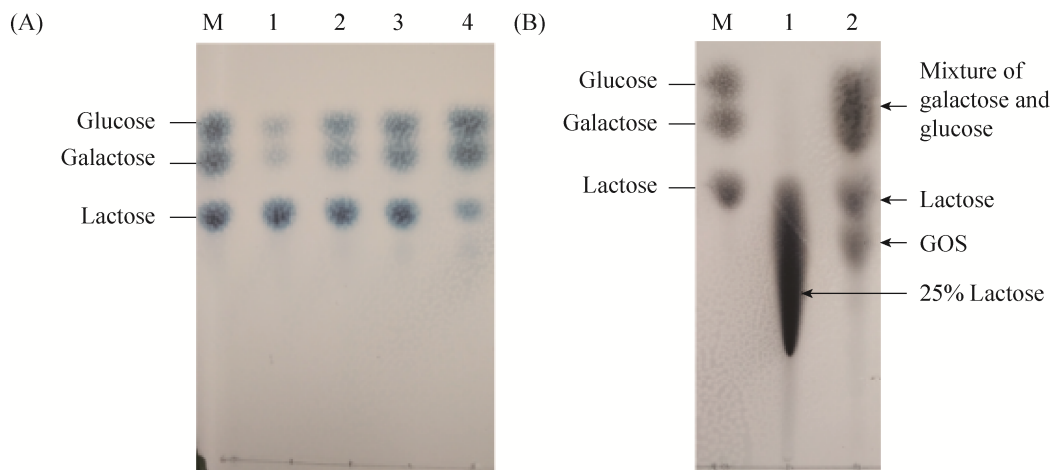 (A)
M 1 2 3 4
Glucose
Galactose
Lactose
(B)
M 1 2
Glucose
Galactose
Lactose
Mixture of
galactose and
glucose
Lactose
GOS
25% Lactose